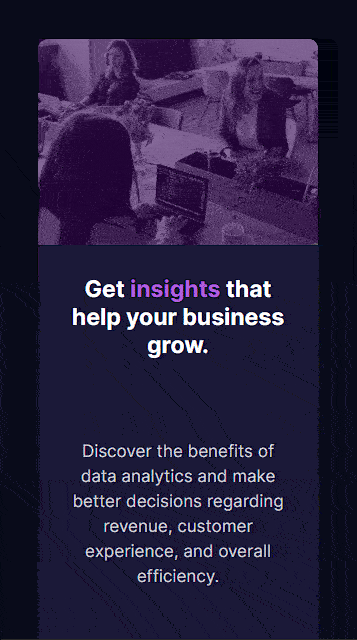 Get insights that
help your business
grow.
Discover the benefits of
data analytics and make
better decisions regarding
revenue, customer
experience, and overall
efficiency.